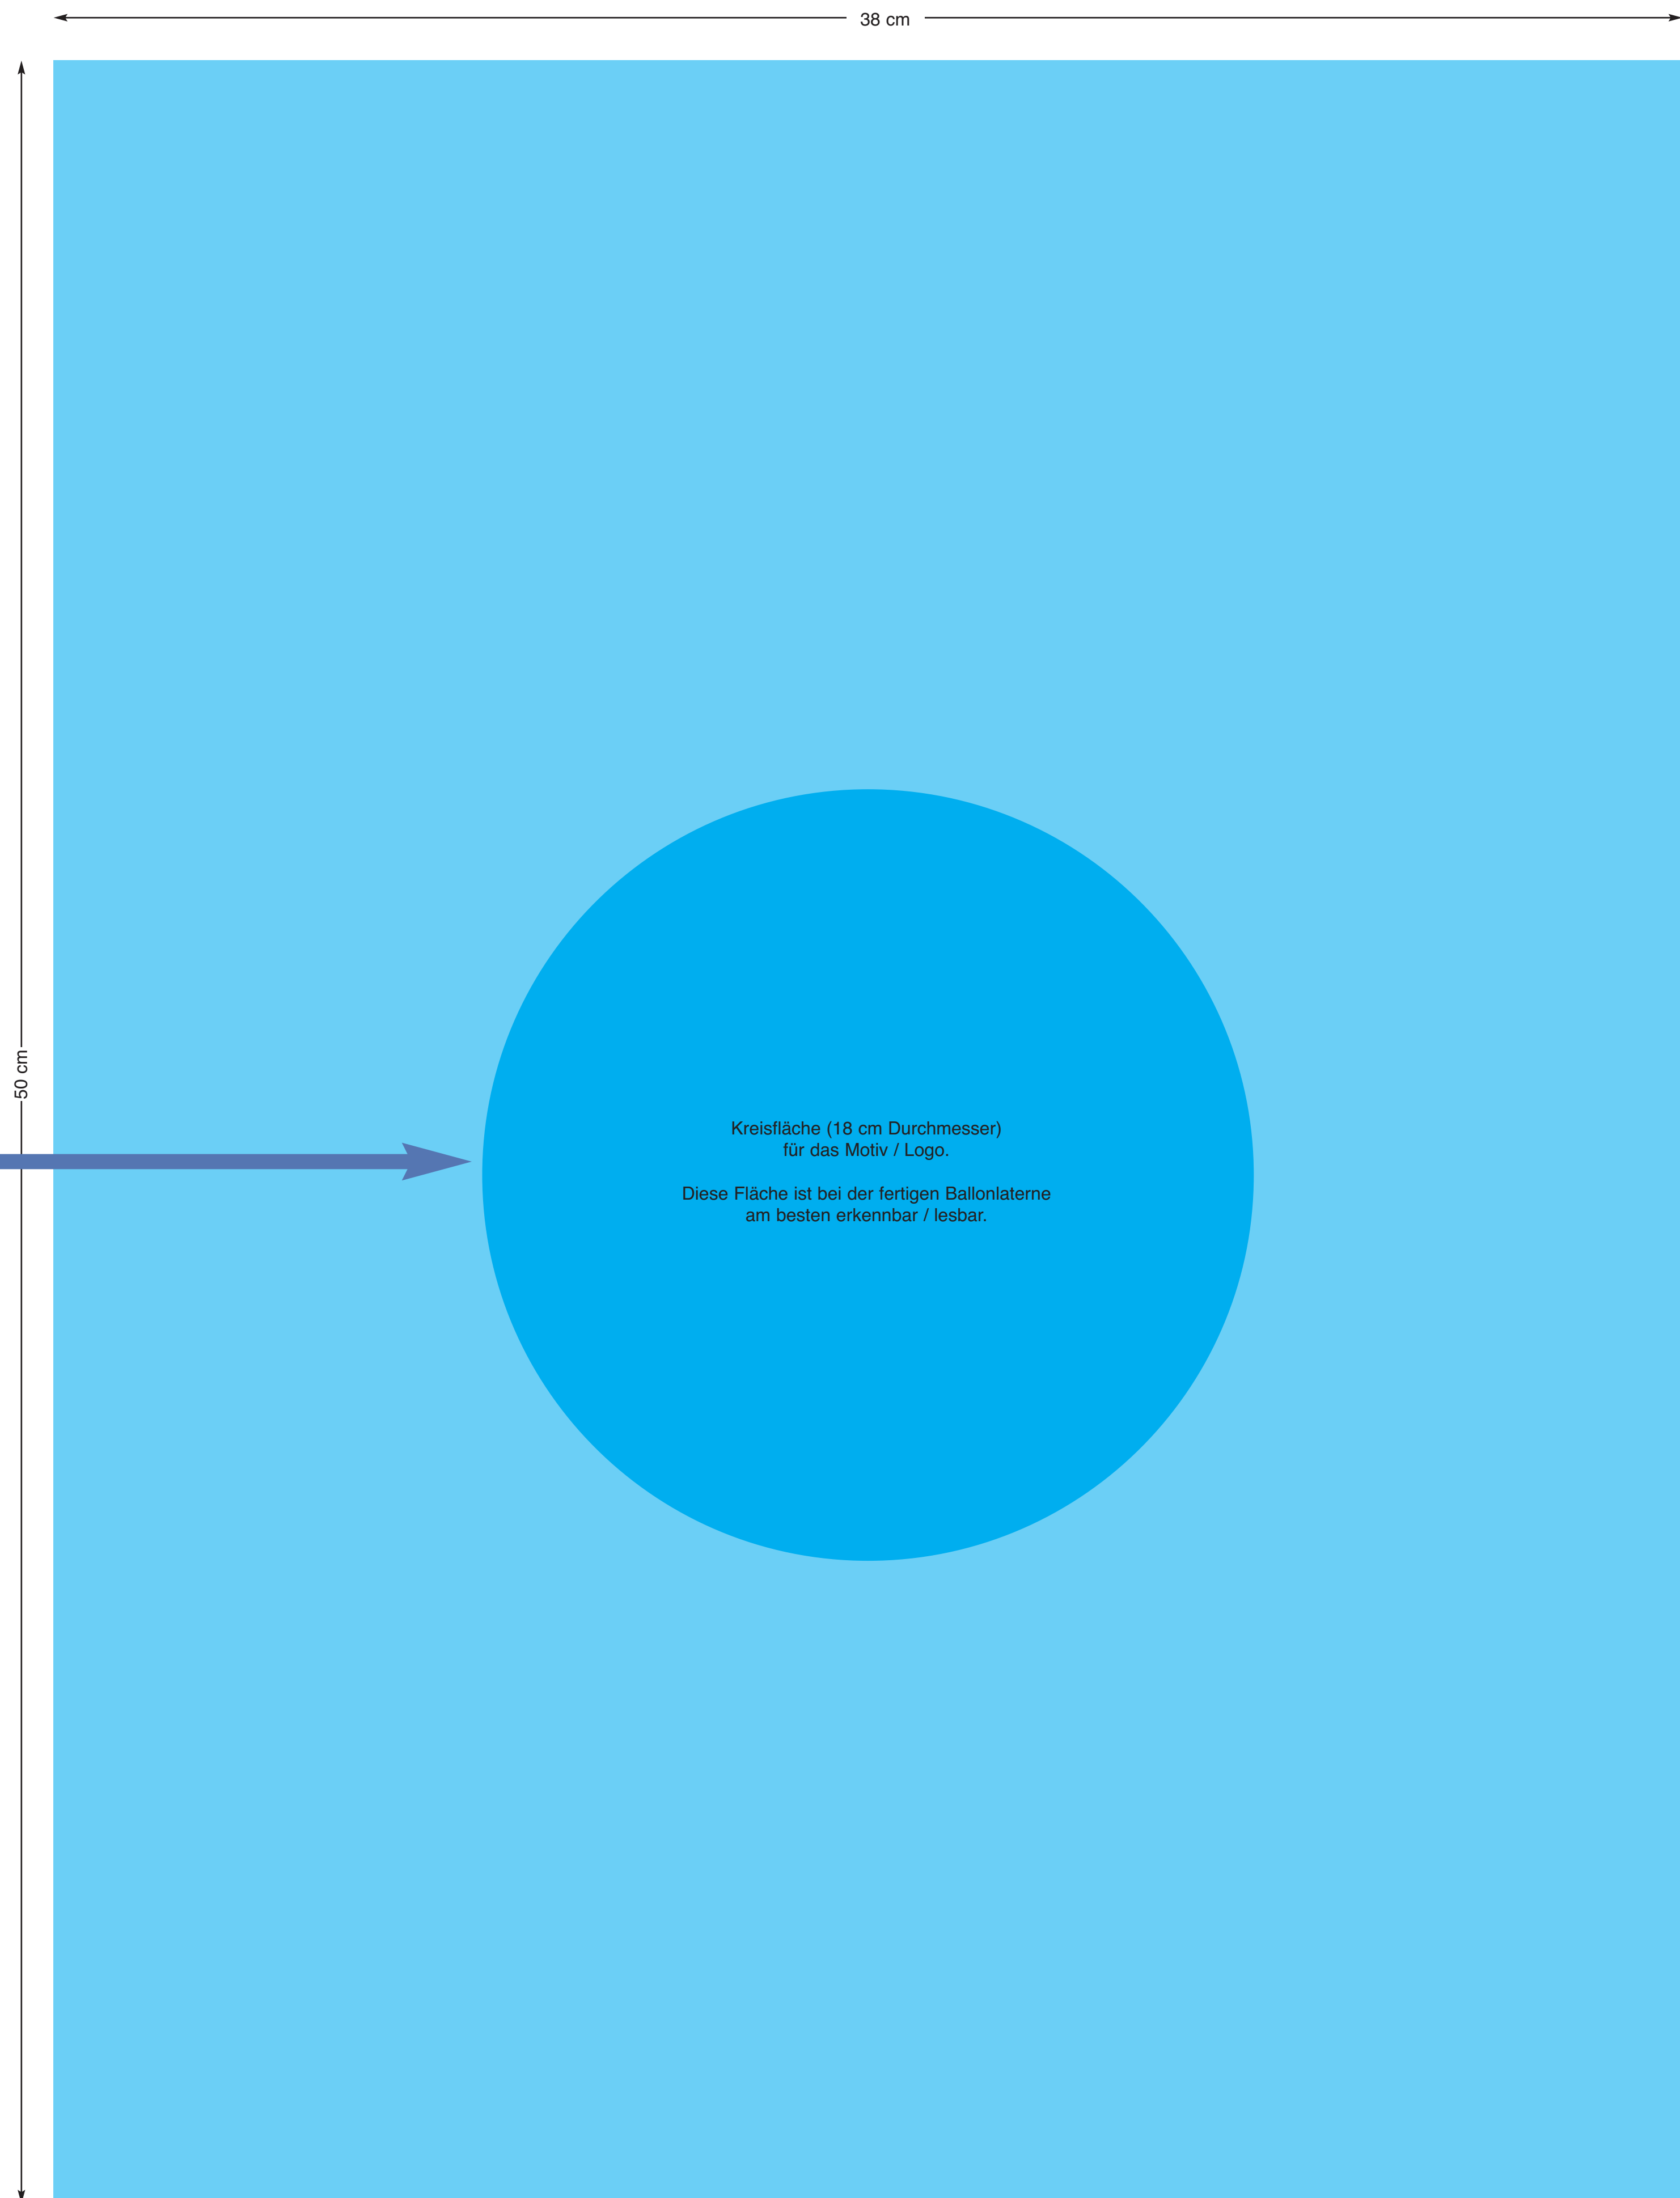 38 cm
50 cm
Kreisfläche (18 cm Durchmesser)
für das Motiv / Logo.
Diese Fläche ist bei der fertigen Ballonlaterne
am besten erkennbar / lesbar.